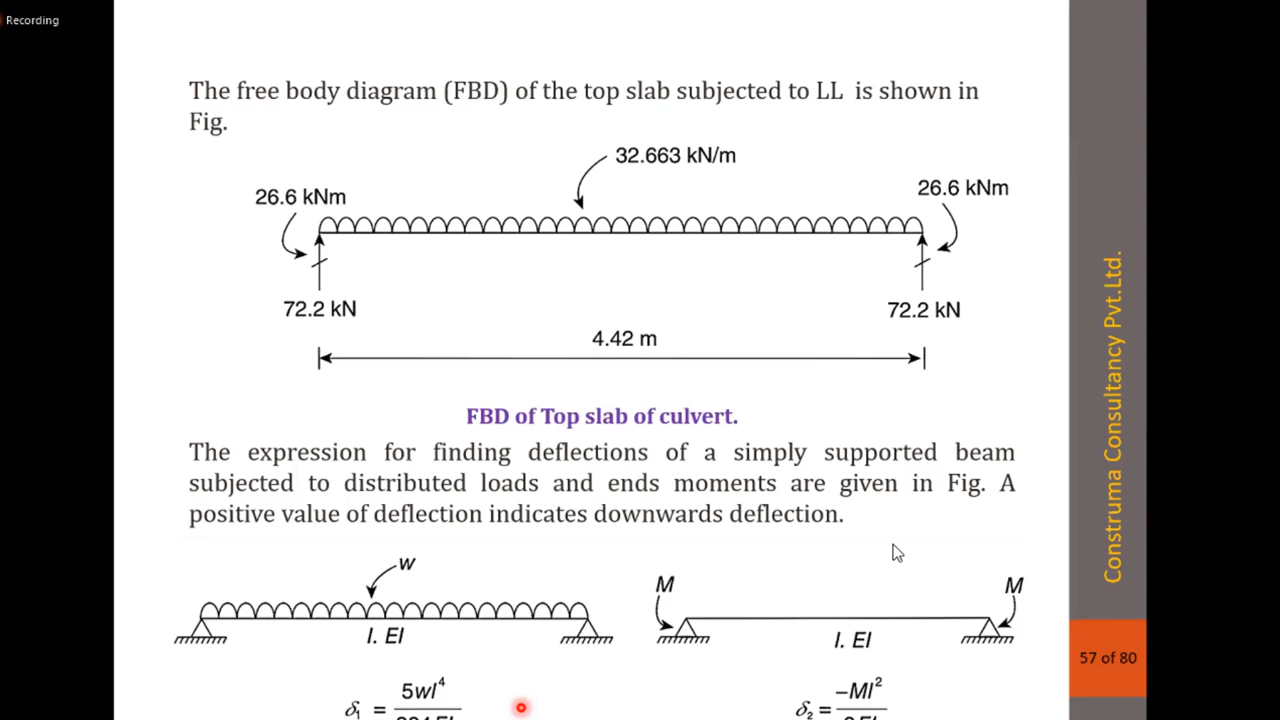 Recording
The free body diagram (FBD) of the top slab subjected to LL is shown in
Fig.
32.663 kN/m
26.6 kNm
26.6 kNm
72.2 kN
72.2 kN
4.42 m
FBD of Top slab of culvert.
The expression for finding deflections of a simply supported beam
subjected to distributed loads and ends moments are given in Fig. A
positive value of deflection indicates downwards deflection.
w
M
M
l. EI
l. EI
δ₁ = 5wl⁴
δ₂ = −Ml²
Construma Consultancy Pvt.Ltd.
57 of 80